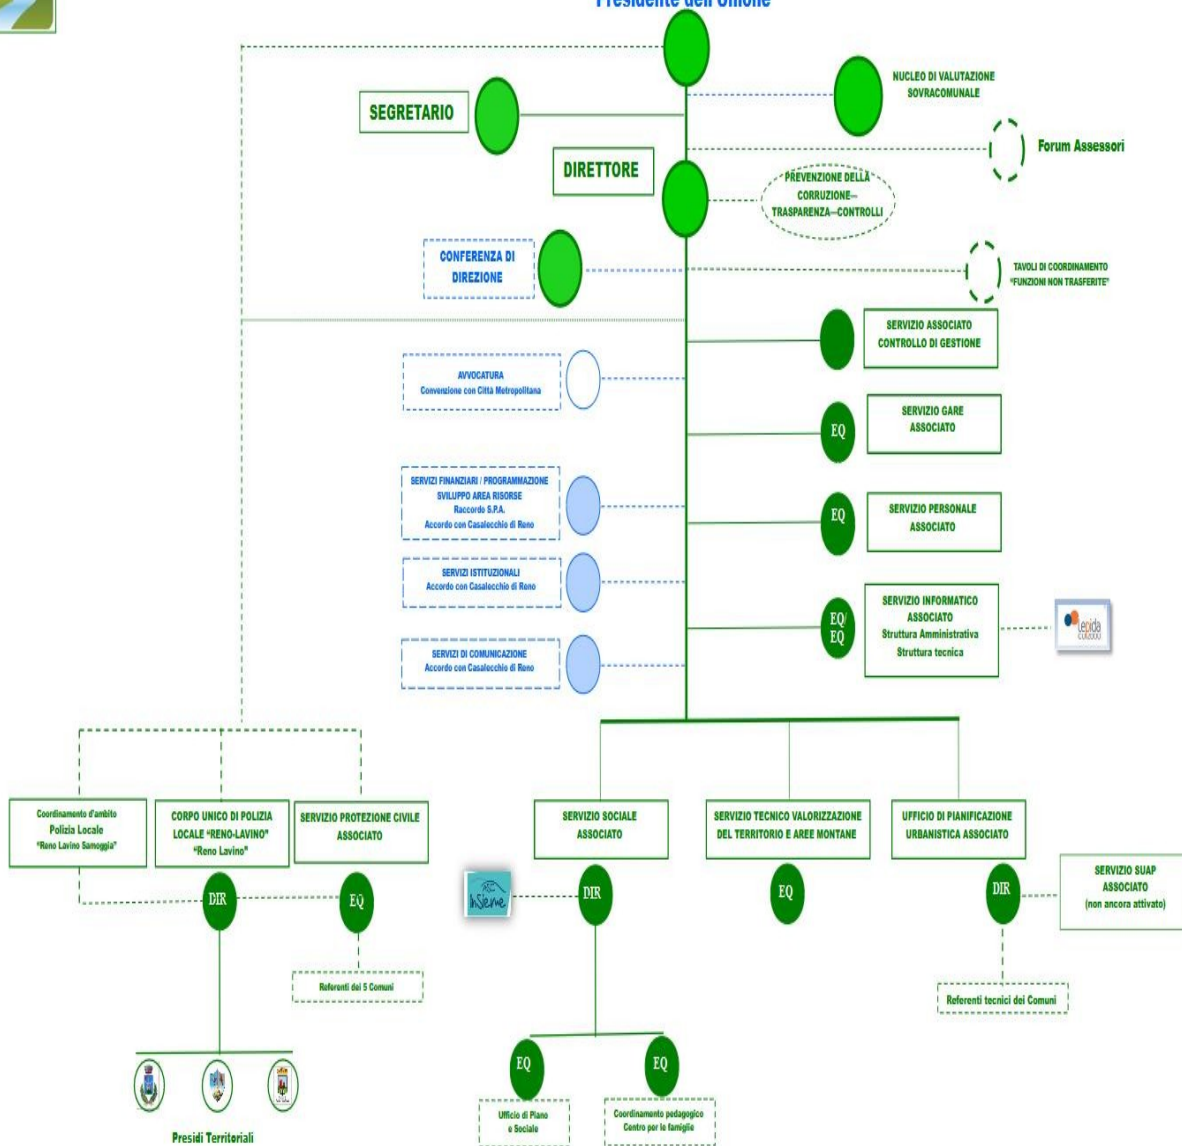 Presidente dell'Unione
NUCLEO DI VALUTAZIONE
SOVRACOMUNALE
SEGRETARIO
Forum Assessori
DIRETTORE
PREVENZIONE DELLA
CORRUZIONE—
TRASPARENZA—CONTROLLI
CONFERENZA DI
DIREZIONE
TAVOLI DI COORDINAMENTO
"FUNZIONI NON TRASFERITE"
SERVIZIO ASSOCIATO
CONTROLLO DI GESTIONE
AVVOCATURA
Convenzione con Città Metropolitana
EQ
SERVIZIO GARE
ASSOCIATO
SERVIZI FINANZIARI / PROGRAMMAZIONE
SVILUPPO AREA RISORSE
Raccordo S.P.A.
Accordo con Casalecchio di Reno
EQ
SERVIZIO PERSONALE
ASSOCIATO
SERVIZI ISTITUZIONALI
Accordo con Casalecchio di Reno
EQ/
EQ
SERVIZIO INFORMATICO
ASSOCIATO
Struttura Amministrativa
Struttura tecnica
lepida
SERVIZI DI COMUNICAZIONE
Accordo con Casalecchio di Reno
Coordinamento d'ambito
Polizia Locale
"Reno Lavino Samoggia"
CORPO UNICO DI POLIZIA
LOCALE "RENO-LAVINO"
"Reno Lavino"
SERVIZIO PROTEZIONE CIVILE
ASSOCIATO
SERVIZIO SOCIALE
ASSOCIATO
SERVIZIO TECNICO VALORIZZAZIONE
DEL TERRITORIO E AREE MONTANE
UFFICIO DI PIANIFICAZIONE
URBANISTICA ASSOCIATO
DIR
EQ
InSieme
DIR
EQ
DIR
SERVIZIO SUAP
ASSOCIATO
(non ancora attivato)
Referenti dei 5 Comuni
Referenti tecnici dei Comuni
EQ
EQ
Ufficio di Piano
e Sociale
Coordinamento pedagogico
Centro per le famiglie
Presidi Territoriali